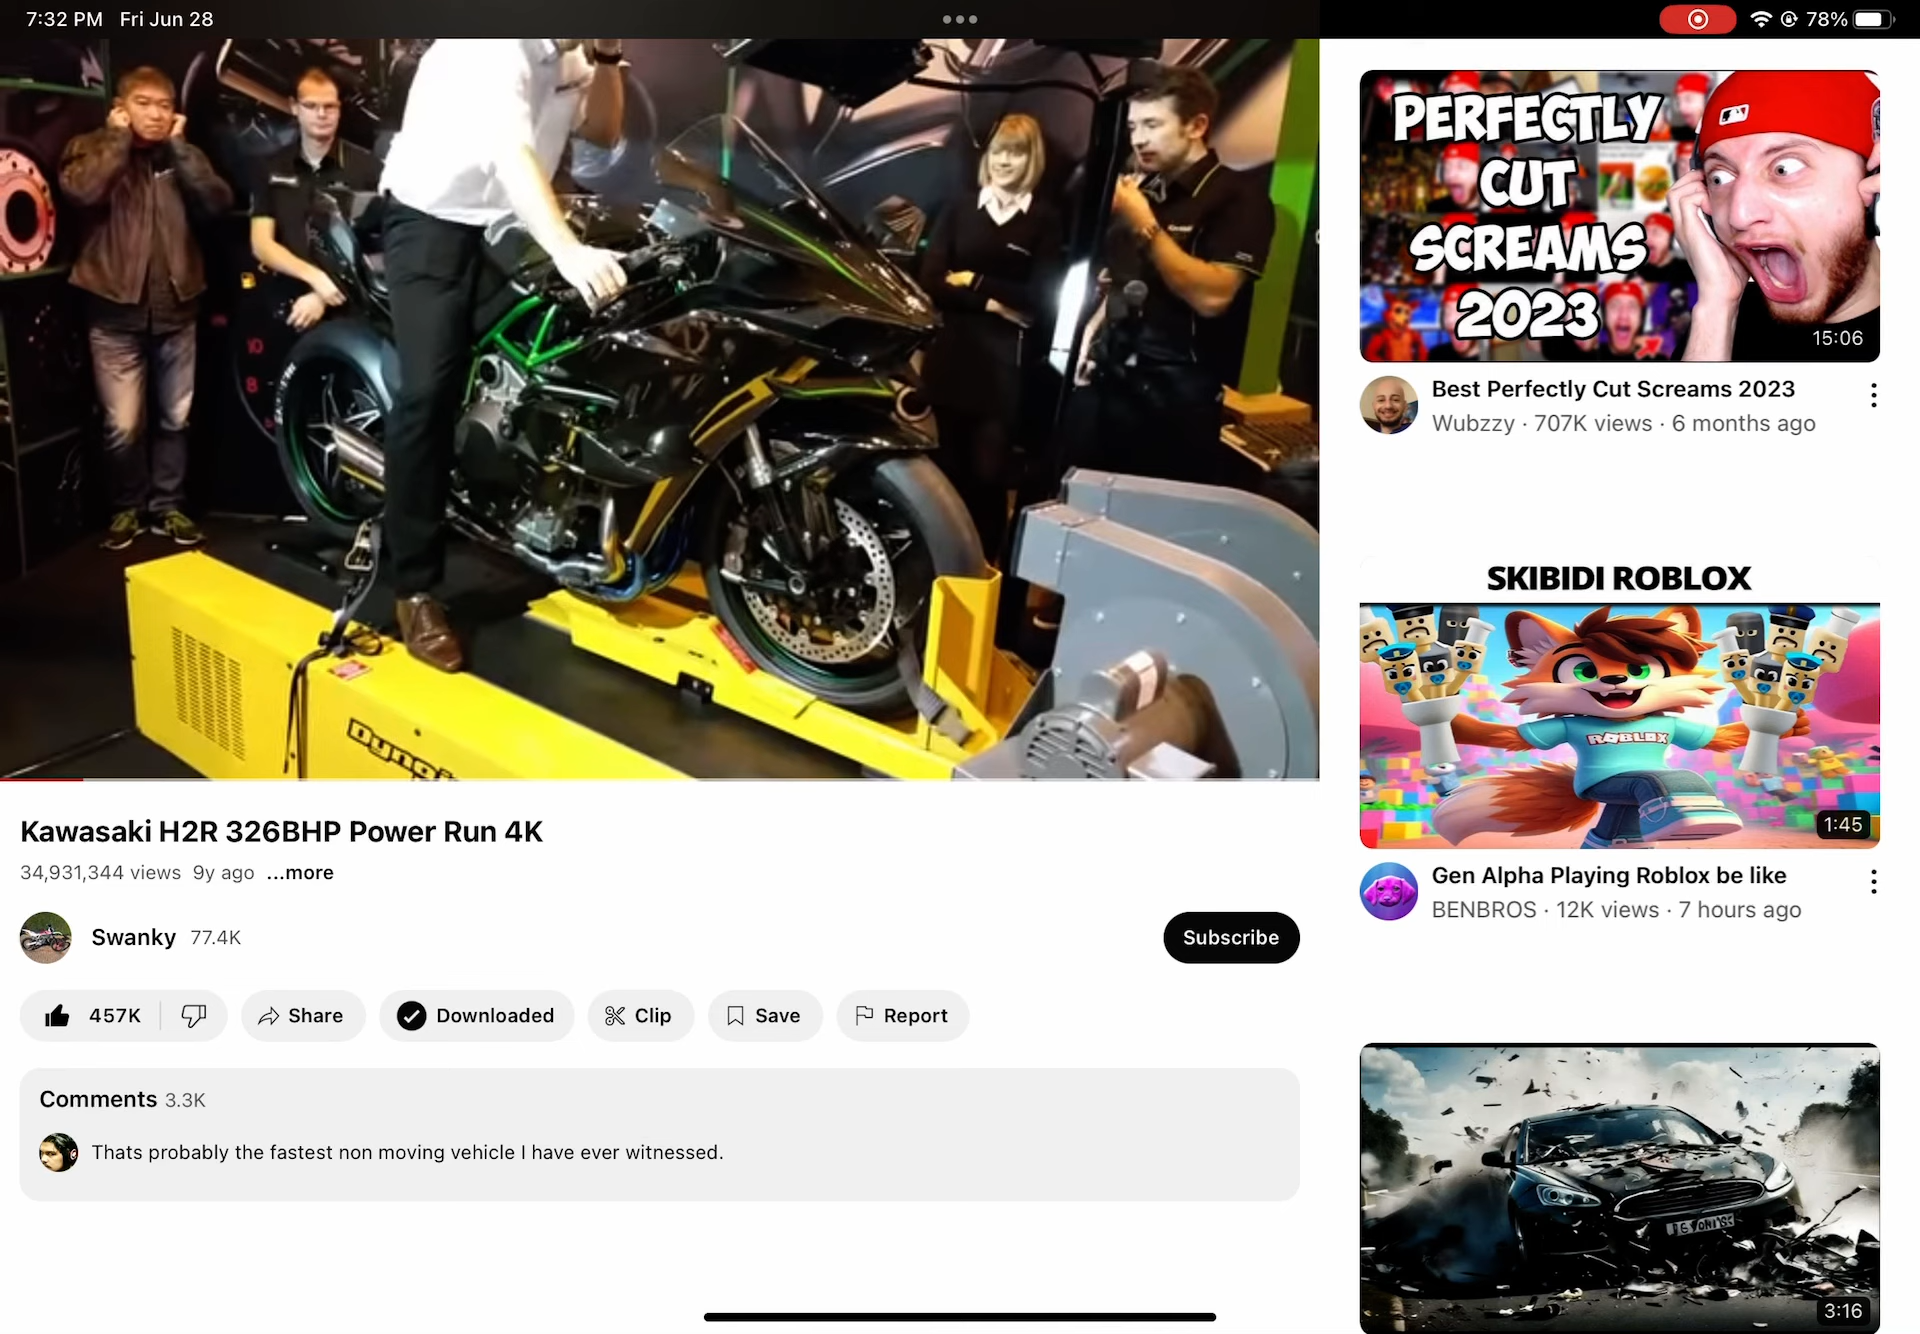 7:32 PM Fri Jun 28
78%
10
8
Kawasaki H2R 326BHP Power Run 4K
34,931,344 views 9y ago ...more
Swanky 77.4K
Subscribe
457K
Share
Downloaded
Clip
Save
Report
Comments 3.3K
Thats probably the fastest non moving vehicle I have ever witnessed.
PERFECTLY
CUT
SCREAMS
2023
15:06
Best Perfectly Cut Screams 2023
Wubzzy · 707K views · 6 months ago
SKIBIDI ROBLOX
ROBLOX
1:45
Gen Alpha Playing Roblox be like
BENBROS · 12K views · 7 hours ago
3:16